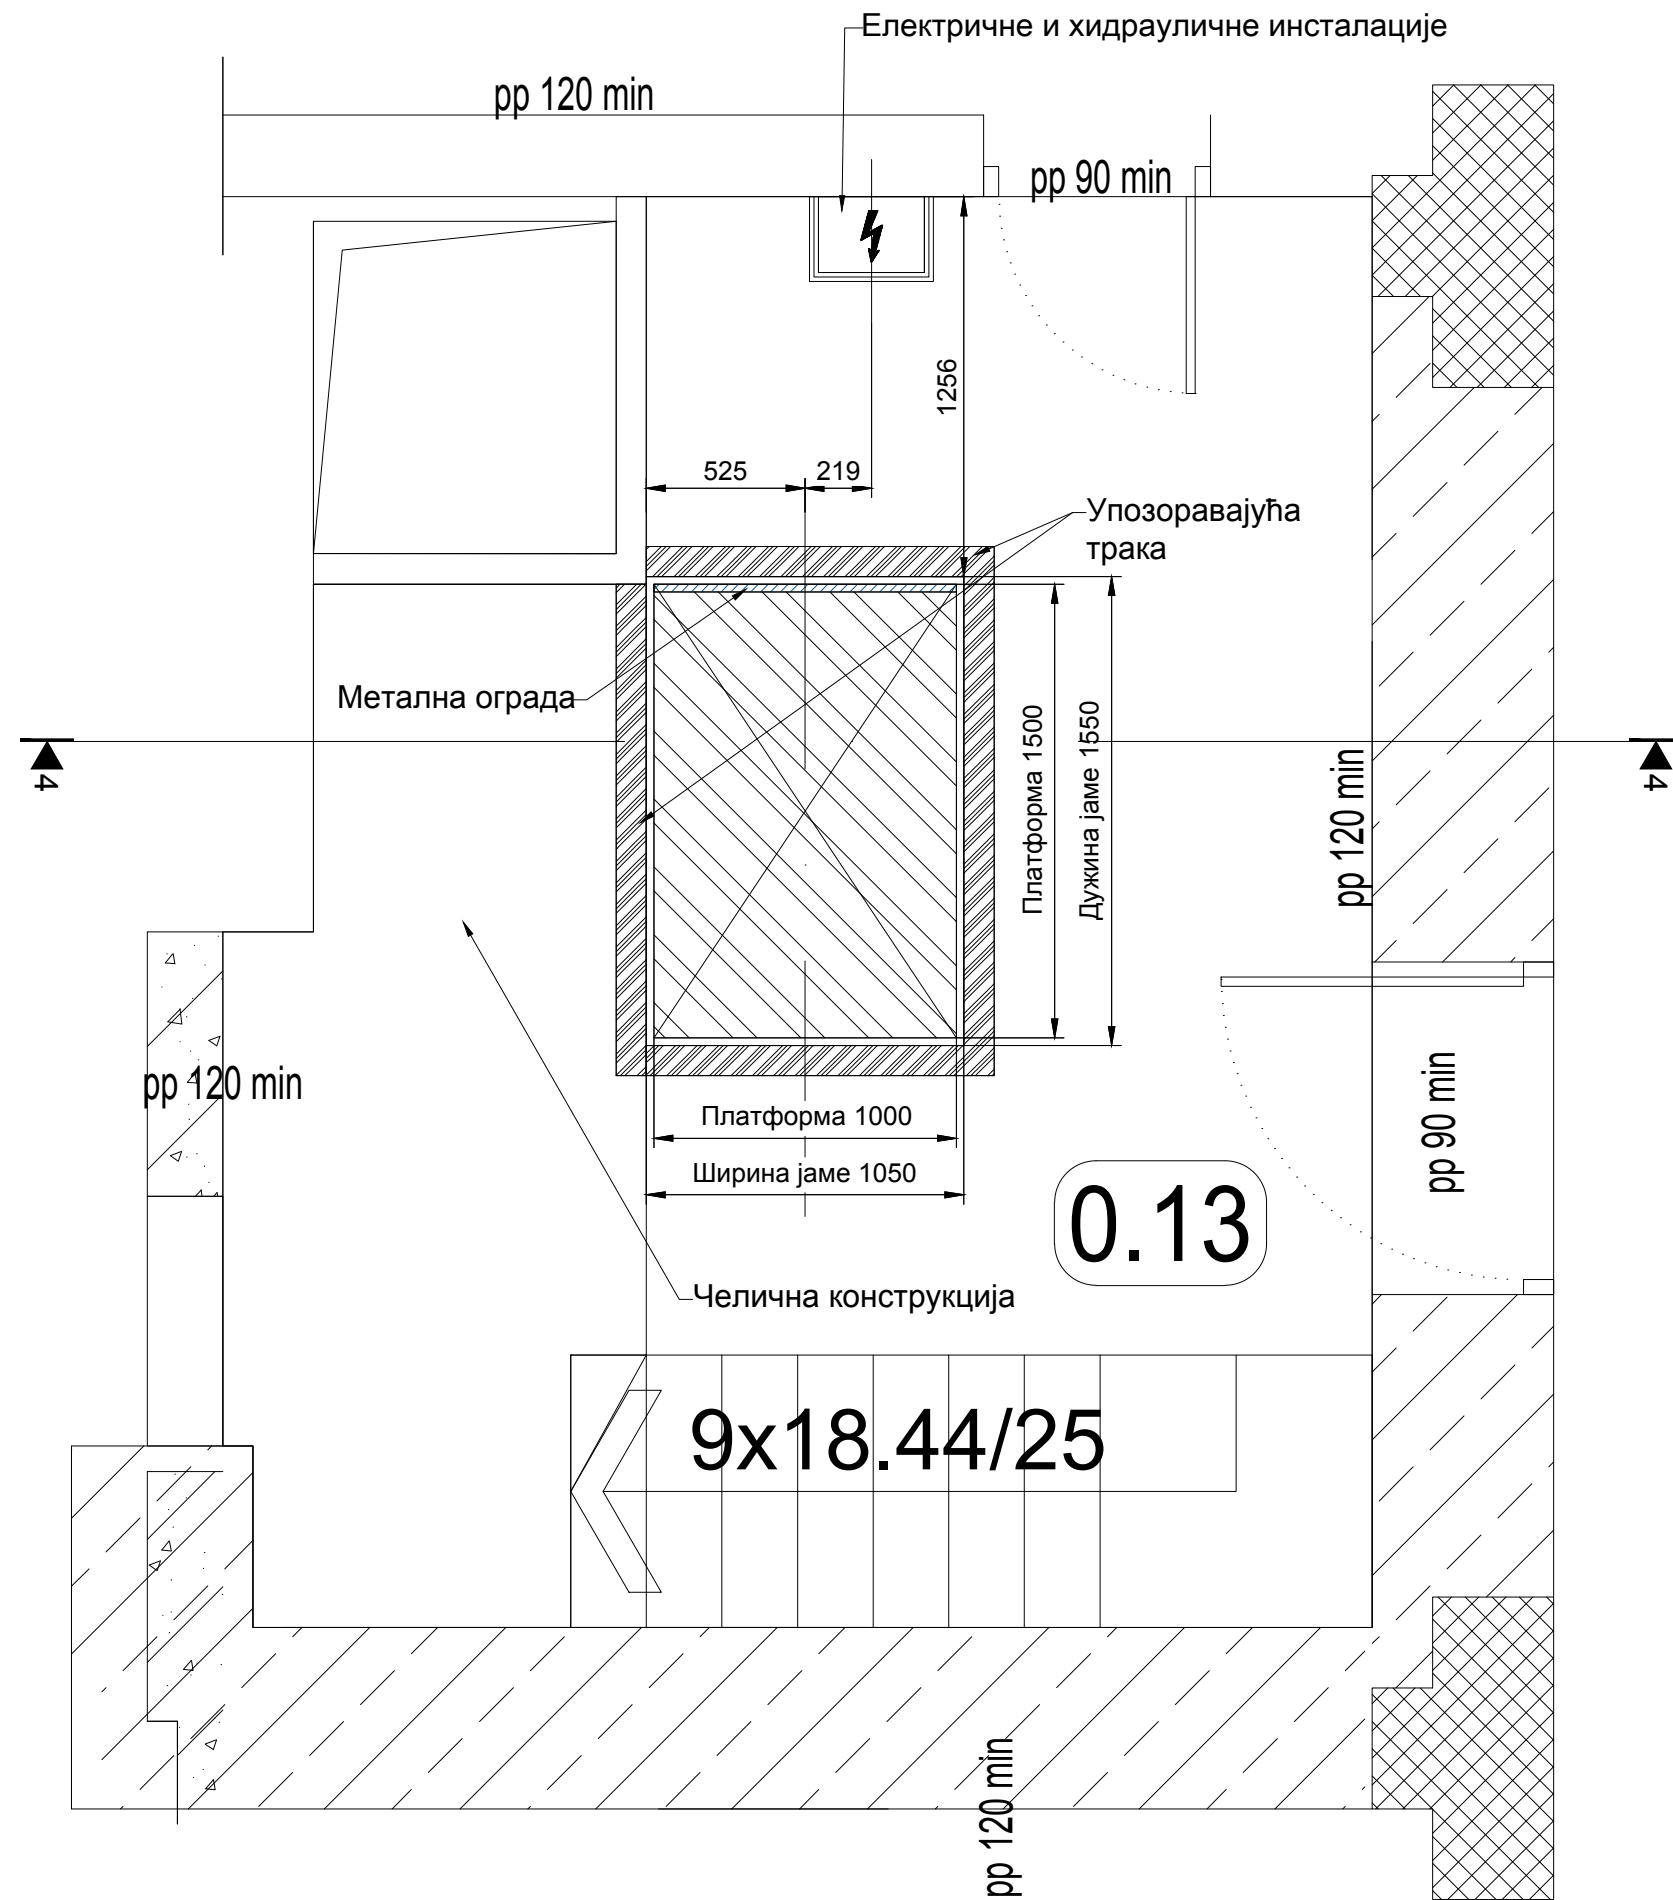 Електричне и хидрауличне инсталације
pp 120 min
pp 90 min
1256
525
219
Упозоравајућа
трака
Метална ограда
Платформа 1500
Дужина јаме 1550
4
4
pp 120 min
pp 120 min
pp 90 min
Платформа 1000
Ширина јаме 1050
0.13
Челична конструкција
9x18.44/25
pp 120 min